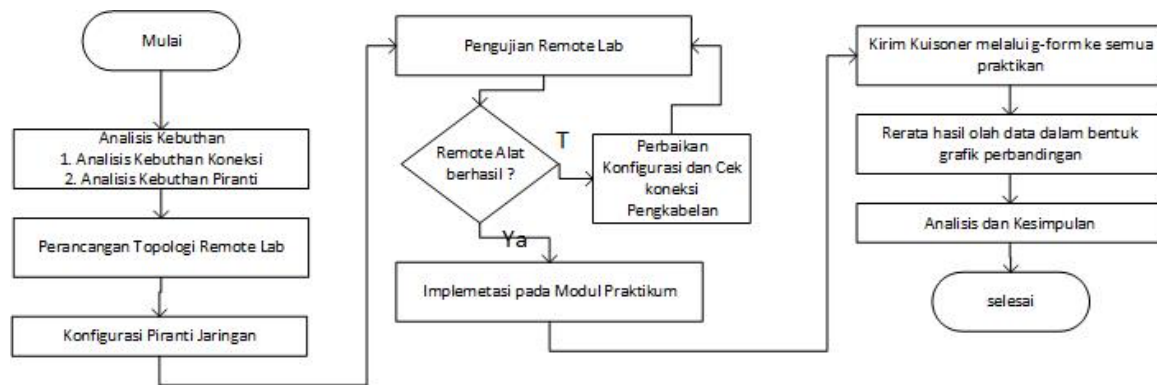 Mulai
Analisis Kebuthan
1. Analisis Kebuthan Koneksi
2. Analisis Kebuthan Piranti
Perancangan Topologi Remote Lab
Konfigurasi Piranti Jaringan
Pengujian Remote Lab
Remote Alat
berhasil ?
T
Perbaikan
Konfigurasi dan Cek
koneksi
Pengkabelan
Ya
Implemetasi pada Modul Praktikum
Kirim Kuisoner melalui g-form ke semua
praktikan
Rerata hasil olah data dalam bentuk
grafik perbandingan
Analisis dan Kesimpulan
selesai